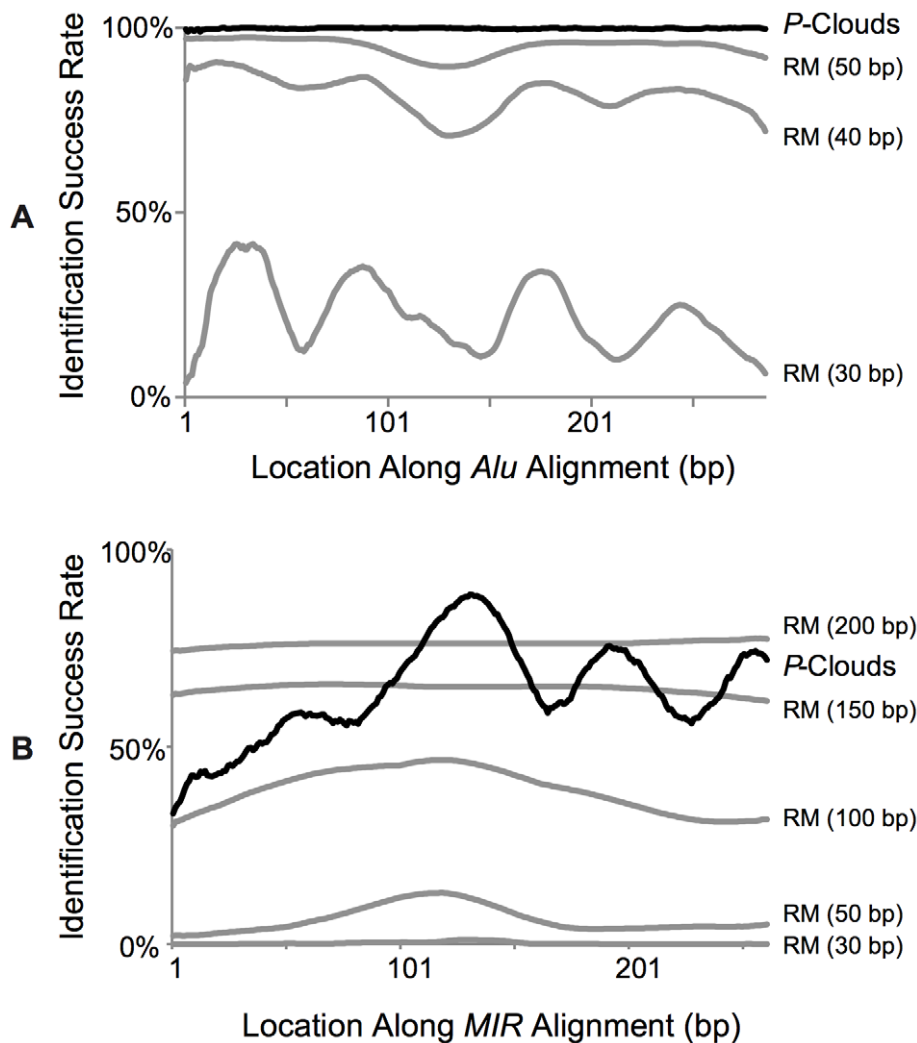 A
Identification Success Rate
100%
50%
0%
P-Clouds
RM (50 bp)
RM (40 bp)
RM (30 bp)
1
101
201
Location Along Alu Alignment (bp)
B
Identification Success Rate
100%
50%
0%
RM (200 bp)
P-Clouds
RM (150 bp)
RM (100 bp)
RM (50 bp)
RM (30 bp)
1
101
201
Location Along MIR Alignment (bp)